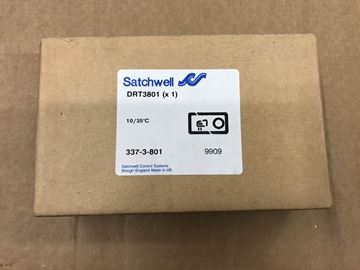 Satchwell
DRT3801 (x 1)
10/35°C
337-3-801 9909
Satchwell Control Systems
Slough England Made in UK.